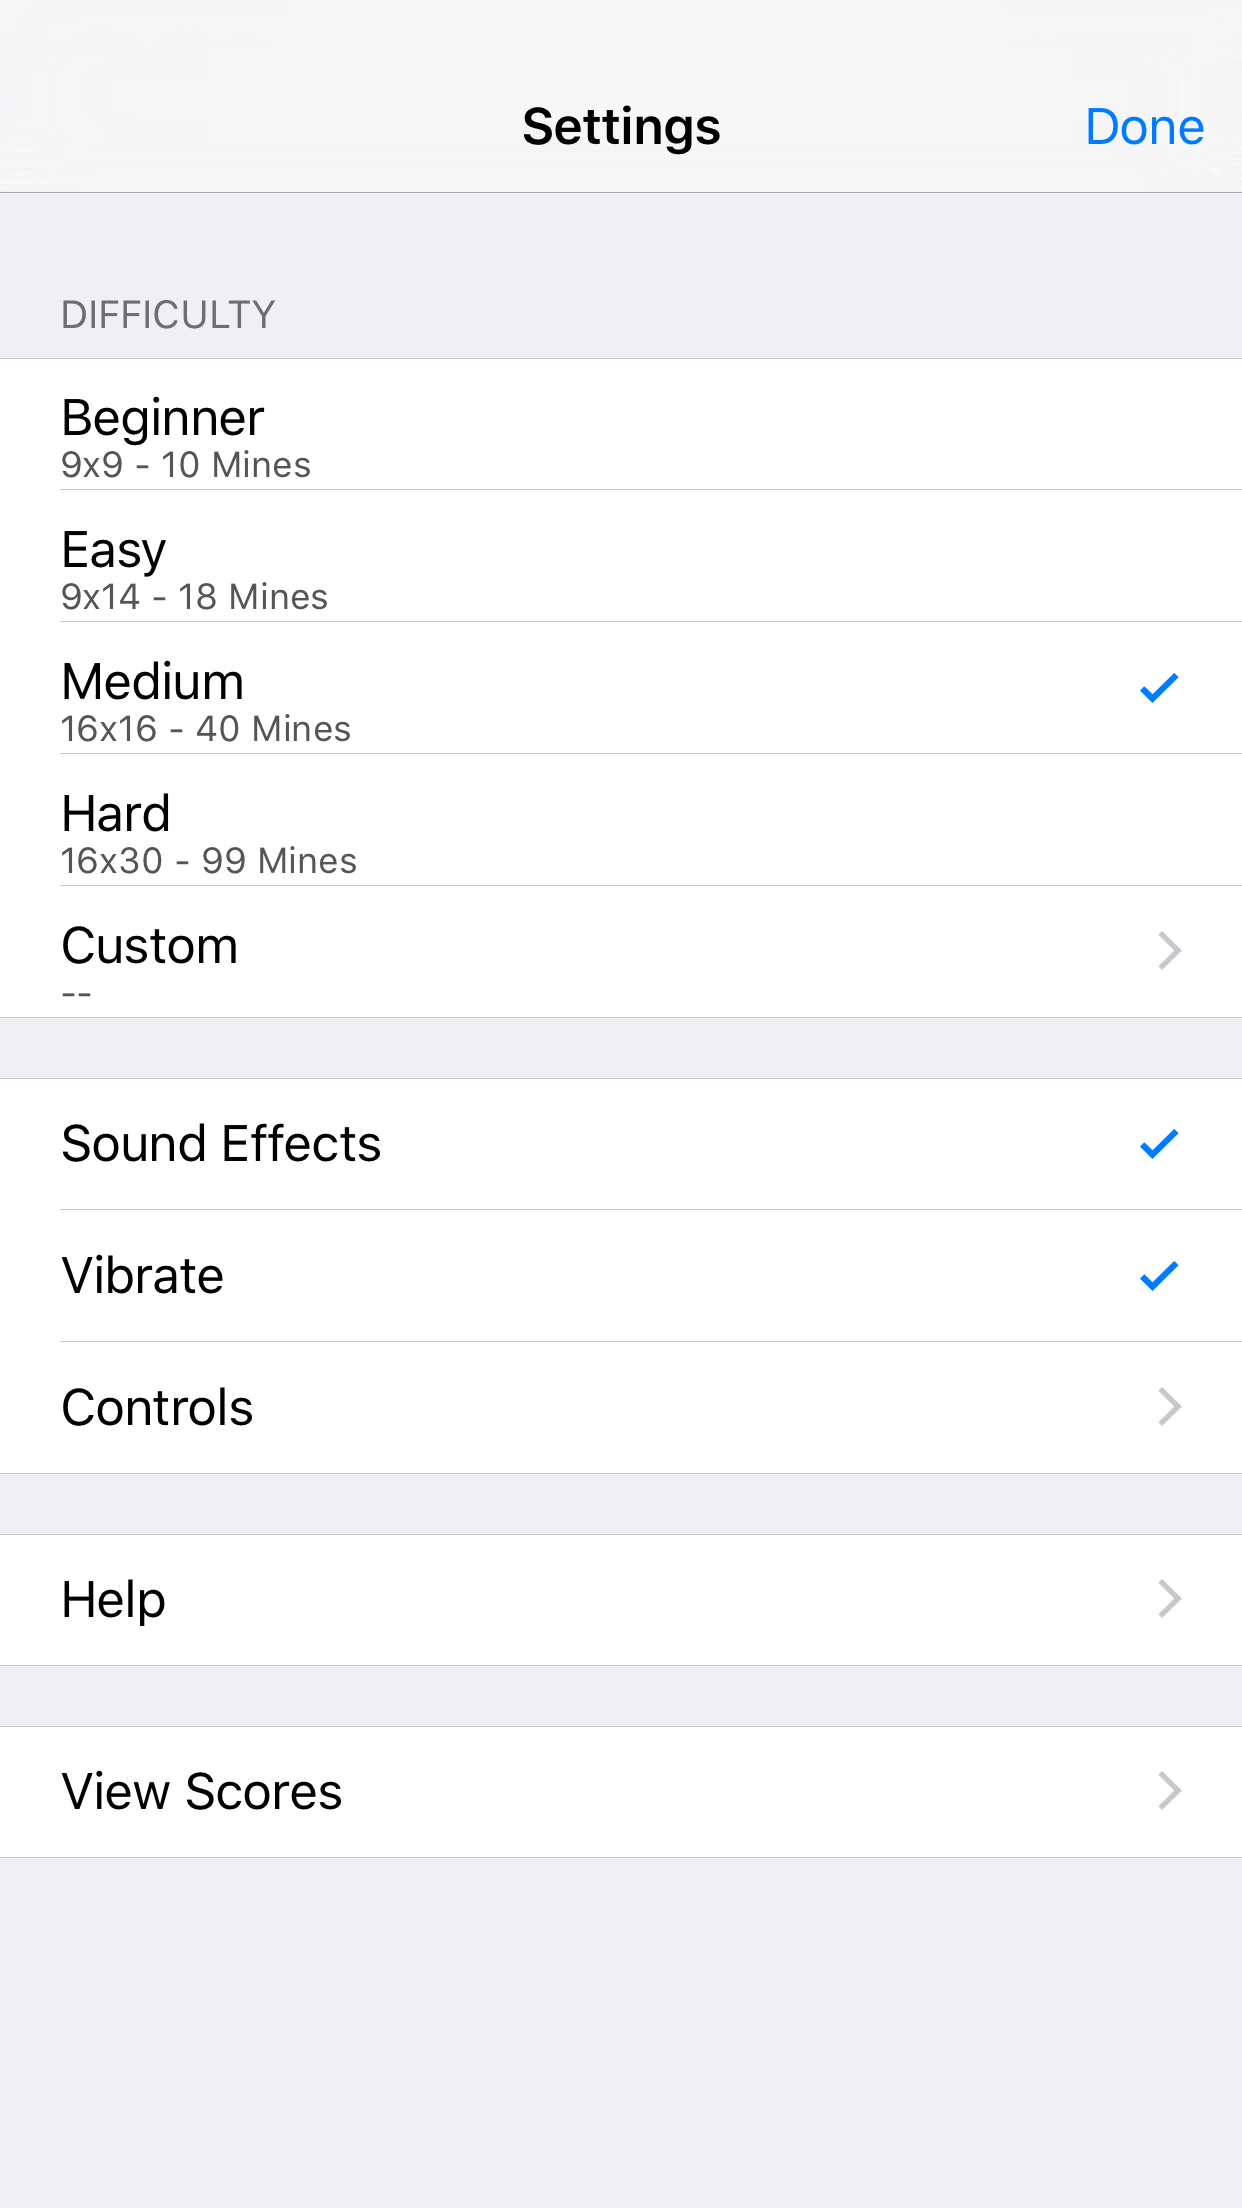 Settings
Done
DIFFICULTY
Beginner
9x9 - 10 Mines
Easy
9x14 - 18 Mines
Medium
16x16 - 40 Mines
Hard
16x30 - 99 Mines
Custom
--
Sound Effects
Vibrate
Controls
Help
View Scores